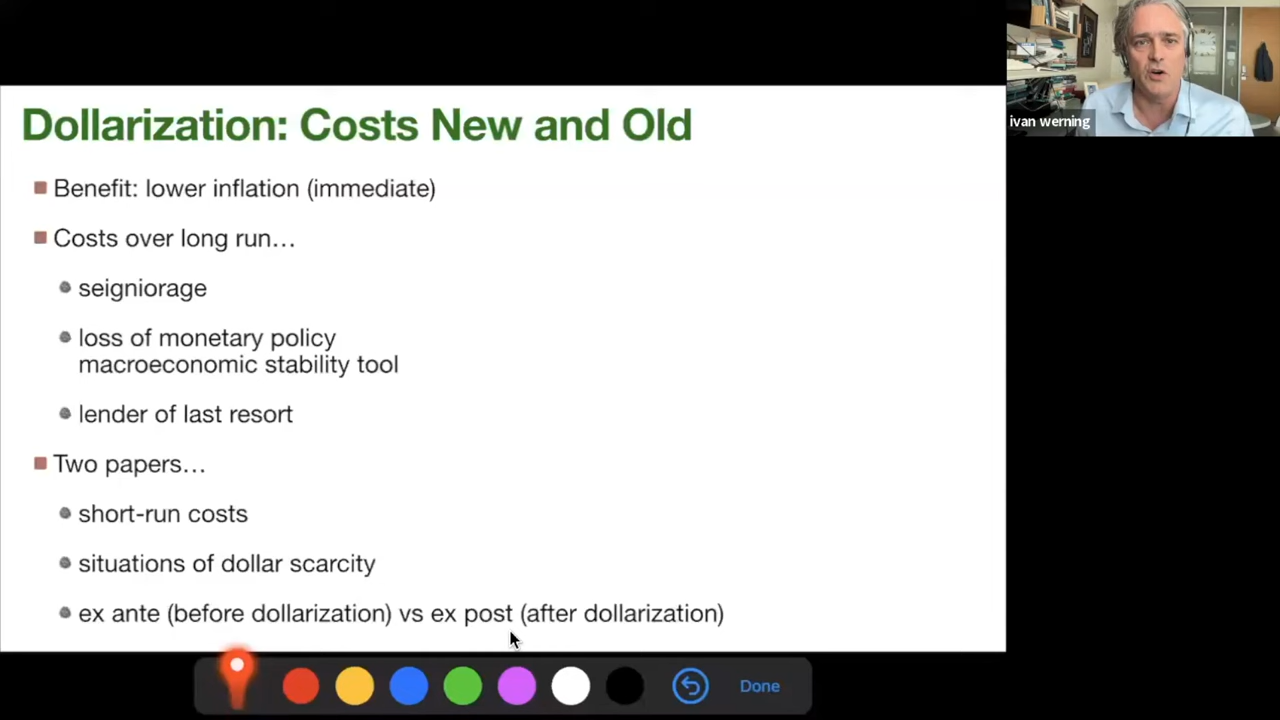 Dollarization: Costs New and Old
Benefit: lower inflation (immediate)
Costs over long run…
seigniorage
loss of monetary policy
macroeconomic stability tool
lender of last resort
Two papers…
short-run costs
situations of dollar scarcity
ex ante (before dollarization) vs ex post (after dollarization)
ivan werning
Done